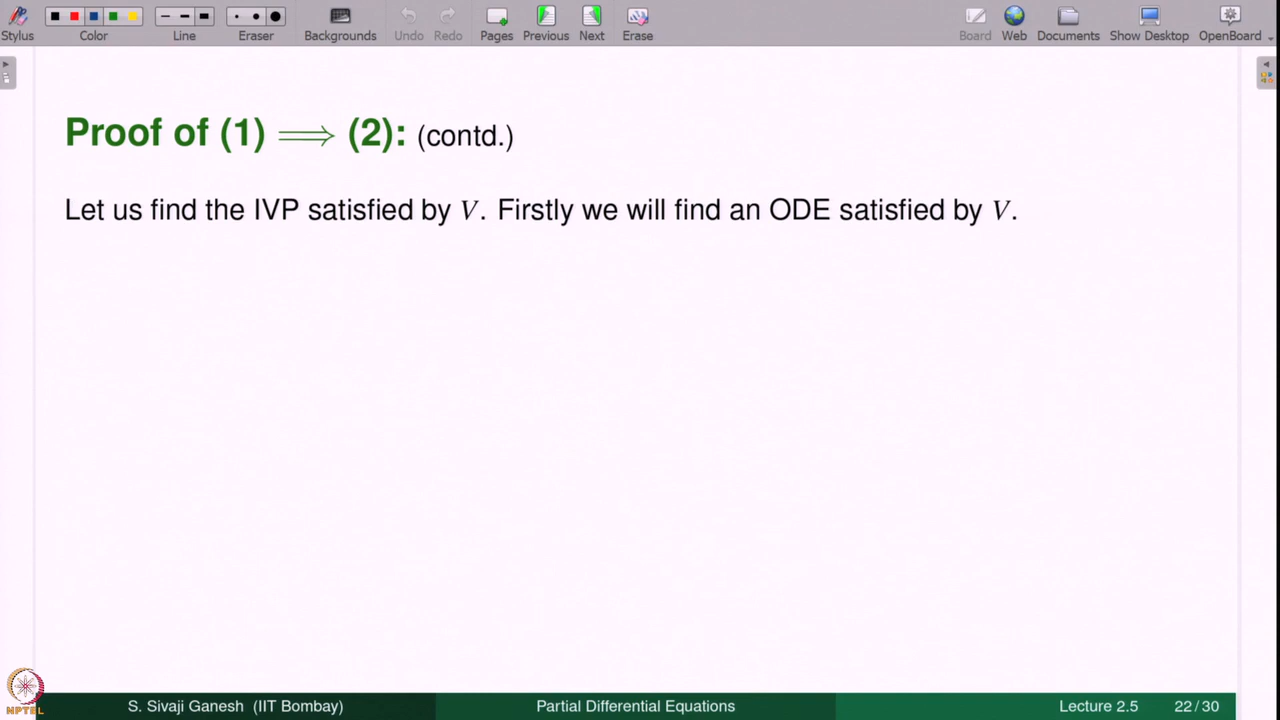 Stylus Color Line Eraser Backgrounds Undo Redo Pages Previous Next Erase Board Web Documents Show Desktop OpenBoard
Proof of (1) ⟹ (2): (contd.)
Let us find the IVP satisfied by V. Firstly we will find an ODE satisfied by V.
NPTEL
S. Sivaji Ganesh (IIT Bombay) Partial Differential Equations Lecture 2.5 22/30